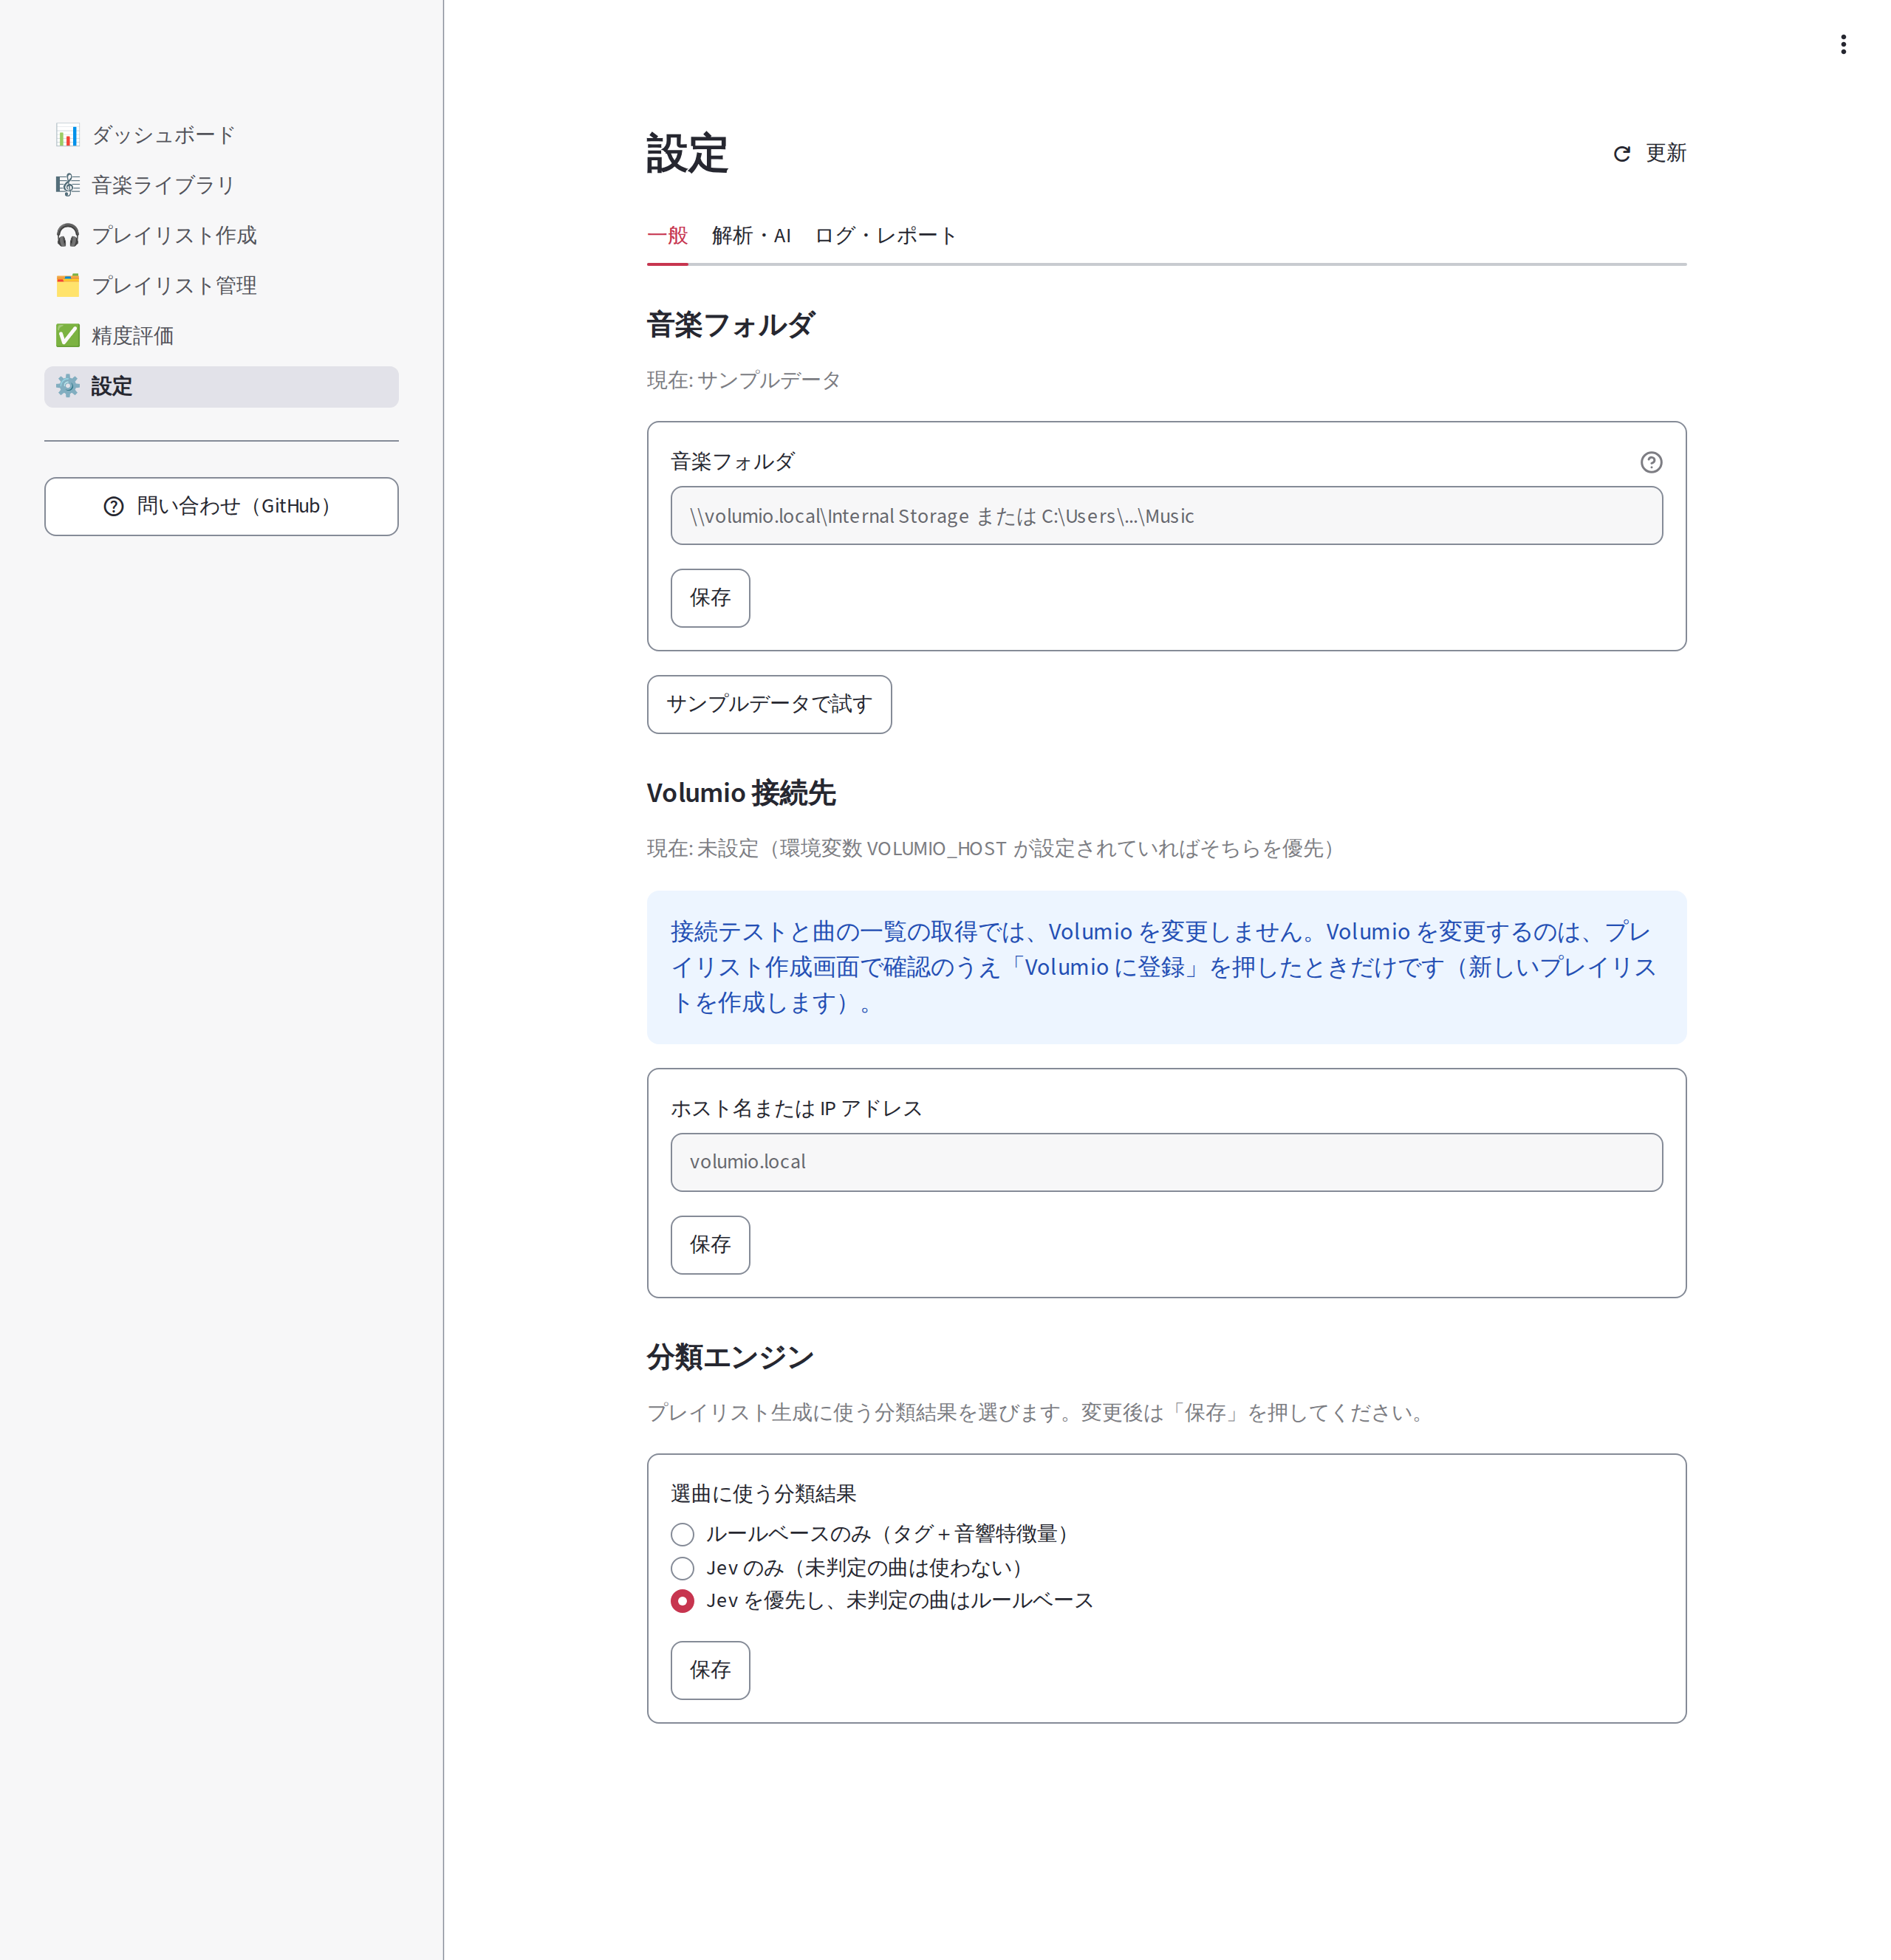 ダッシュボード
音楽ライブラリ
プレイリスト作成
プレイリスト管理
精度評価
設定
問い合わせ（GitHub）
設定
更新
一般 解析・AI ログ・レポート
音楽フォルダ
現在: サンプルデータ
音楽フォルダ
\\volumio.local\Internal Storage または C:\Users\...\Music
保存
サンプルデータで試す
Volumio 接続先
現在: 未設定（環境変数 VOLUMIO_HOST が設定されていればそちらを優先）
接続テストと曲の一覧の取得では、Volumio を変更しません。Volumio を変更するのは、プレ
イリスト作成画面で確認のうえ「Volumio に登録」を押したときだけです（新しいプレイリス
トを作成します）。
ホスト名または IP アドレス
volumio.local
保存
分類エンジン
プレイリスト生成に使う分類結果を選びます。変更後は「保存」を押してください。
選曲に使う分類結果
ルールベースのみ（タグ＋音響特徴量）
Jev のみ（未判定の曲は使わない）
Jev を優先し、未判定の曲はルールベース
保存